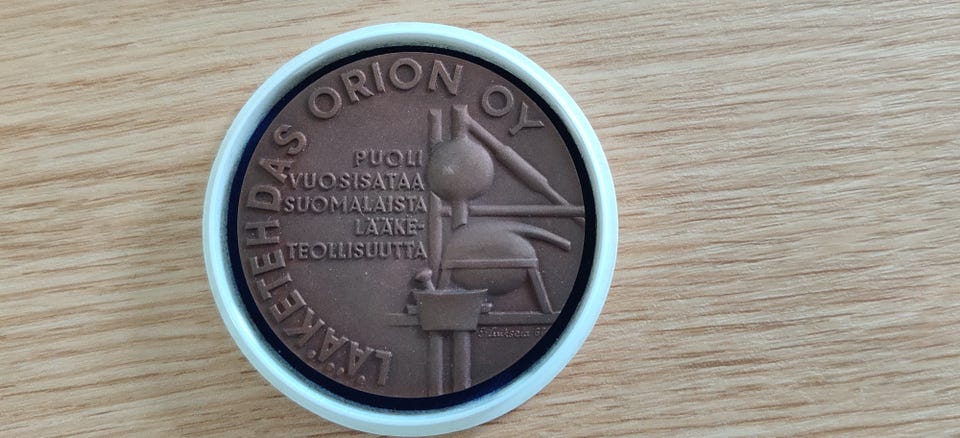 LÄÄKETEHDAS ORION OY
PUOLI
VUOSISATAA
SUOMALAISTA
LÄÄKE-
TEOLLISUUTTA